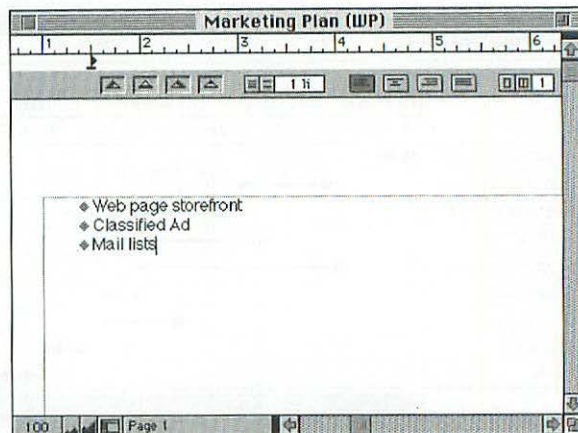 Marketing Plan (WP)
1 2 3 4 5 6
1 li 1
◆ Web page storefront
◆ Classified Ad
◆ Mail lists
100 Page 1